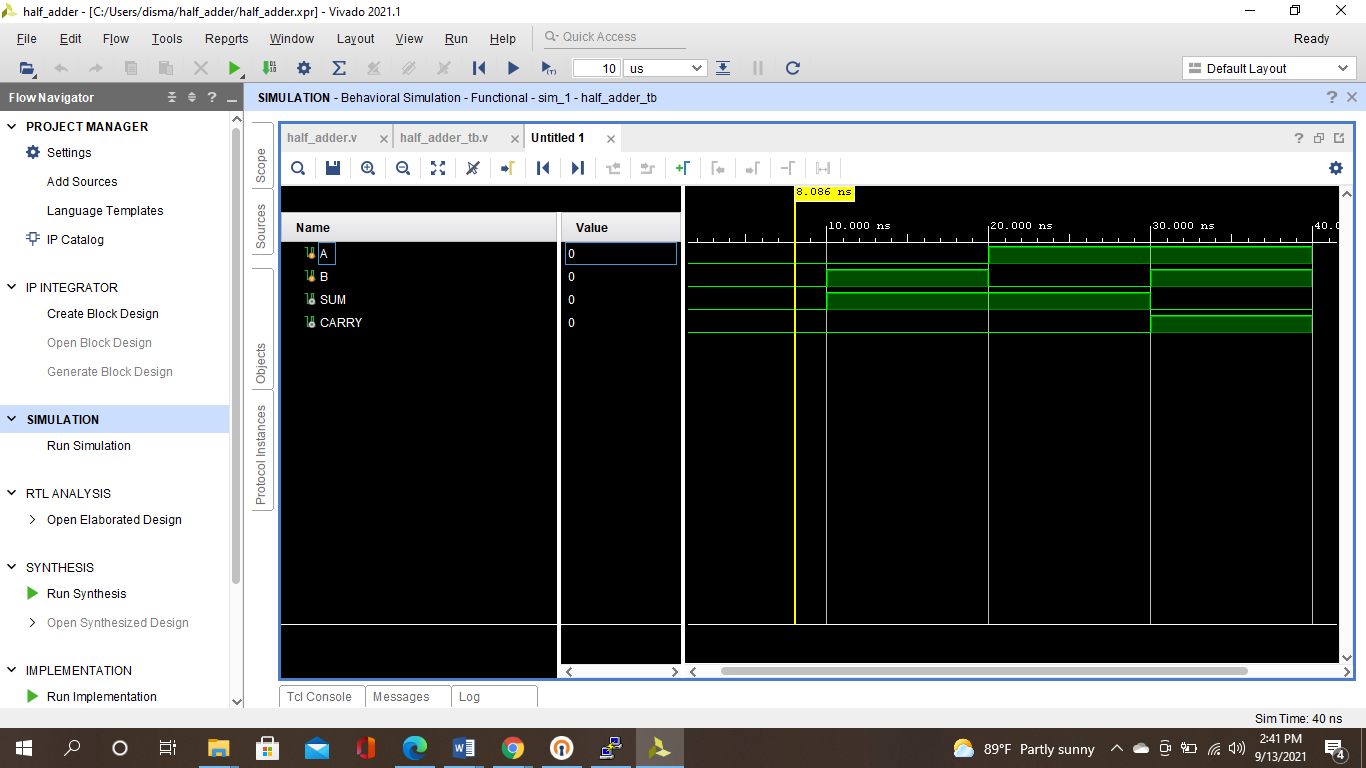 half_adder - [C:/Users/disma/half_adder/half_adder.xpr] - Vivado 2021.1
File Edit Flow Tools Reports Window Layout View Run Help Quick Access Ready
10 us Default Layout
Flow Navigator
PROJECT MANAGER
Settings
Add Sources
Language Templates
IP Catalog
IP INTEGRATOR
Create Block Design
Open Block Design
Generate Block Design
SIMULATION
Run Simulation
RTL ANALYSIS
Open Elaborated Design
SYNTHESIS
Run Synthesis
Open Synthesized Design
IMPLEMENTATION
Run Implementation
SIMULATION - Behavioral Simulation - Functional - sim_1 - half_adder_tb
Scope
Sources
Objects
Protocol Instances
half_adder.v half_adder_tb.v Untitled 1
8.086 ns
10.000 ns 20.000 ns 30.000 ns 40.0
Name Value
A 0
B 0
SUM 0
CARRY 0
Tcl Console Messages Log
Sim Time: 40 ns
89°F Partly sunny
2:41 PM
9/13/2021
4